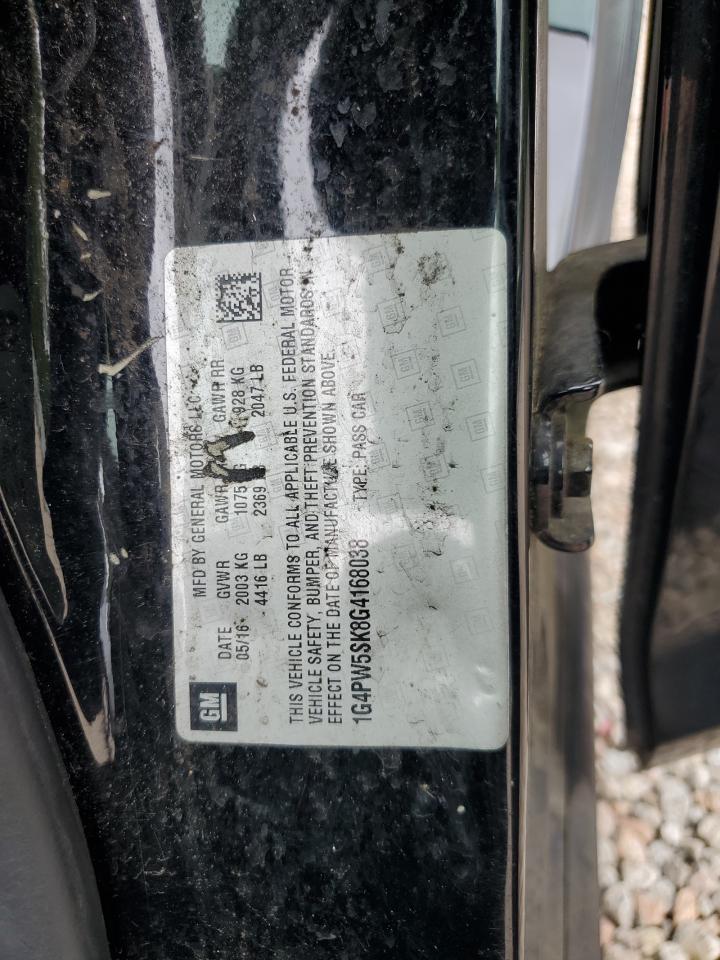 GM
MFD BY GENERAL MOTORS LLC
DATE GVWR GAWR GAWR RR
05/16 2003 KG 1075 928 KG
4416 LB 2369 2047 LB
THIS VEHICLE CONFORMS TO ALL APPLICABLE U.S. FEDERAL MOTOR
VEHICLE SAFETY, BUMPER, AND THEFT PREVENTION STANDARDS IN
EFFECT ON THE DATE OF MANUFACTURE SHOWN ABOVE.
1G4PW5SK8G4168038 TYPE: PASS CAR